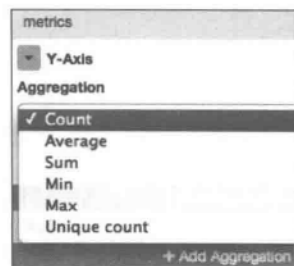 metrics
Y-Axis
Aggregation
✓ Count
Average
Sum
Min
Max
Unique count
+ Add Aggregation